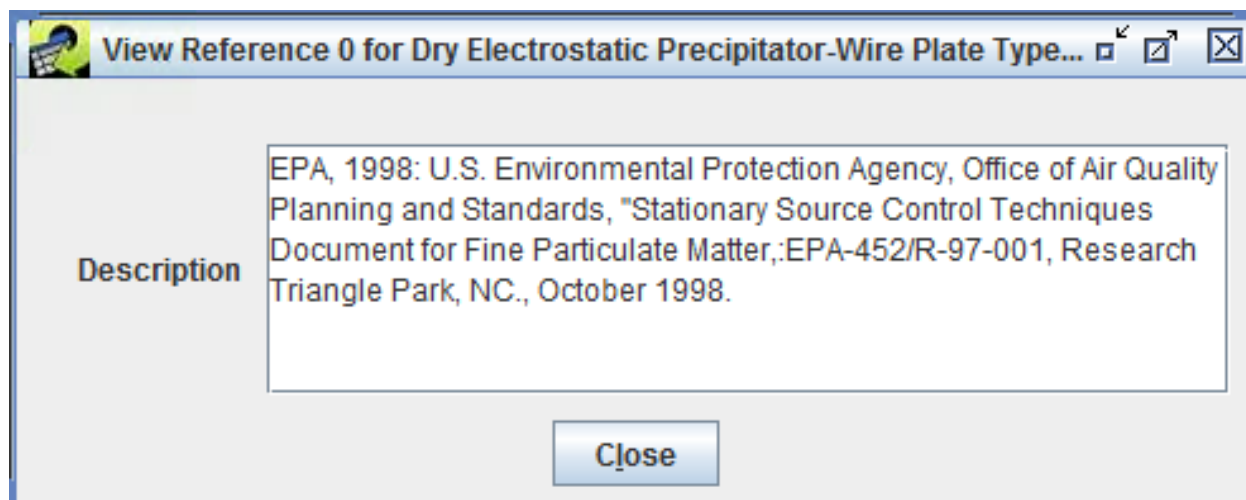 View Reference 0 for Dry Electrostatic Precipitator-Wire Plate Type...
EPA, 1998: U.S. Environmental Protection Agency, Office of Air Quality
Planning and Standards, "Stationary Source Control Techniques
Document for Fine Particulate Matter,:EPA-452/R-97-001, Research
Triangle Park, NC., October 1998.
Description
Close